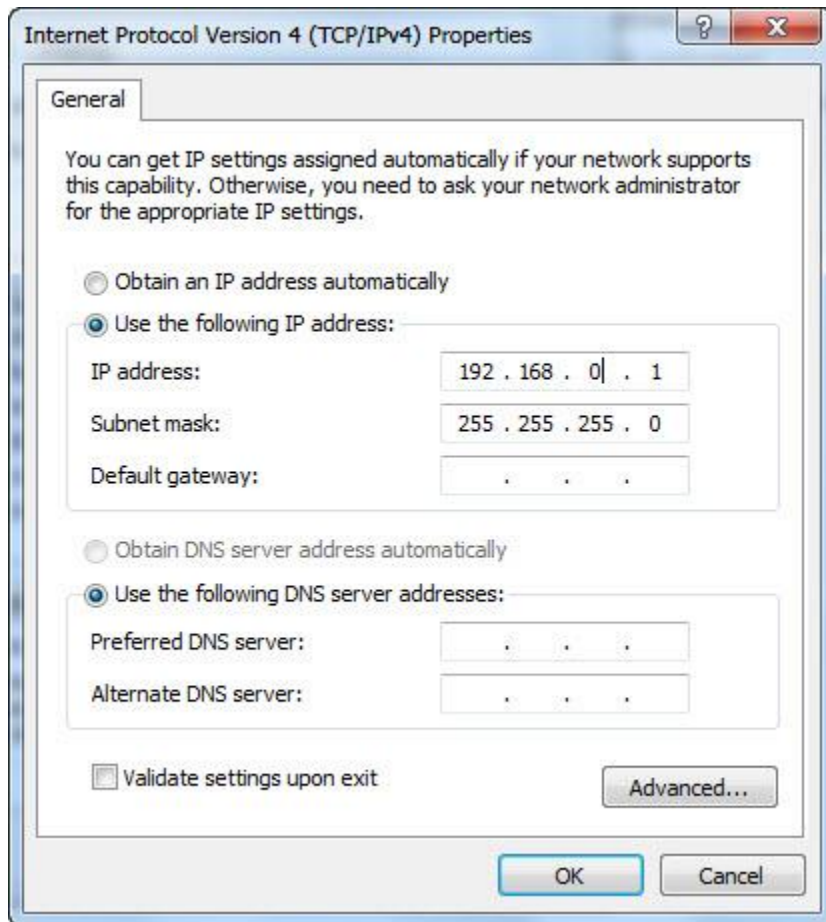 Internet Protocol Version 4 (TCP/IPv4) Properties
?
X
General
You can get IP settings assigned automatically if your network supports
this capability. Otherwise, you need to ask your network administrator
for the appropriate IP settings.
Obtain an IP address automatically
Use the following IP address:
IP address: 192 . 168 . 0 . 1
Subnet mask: 255 . 255 . 255 . 0
Default gateway: . . .
Obtain DNS server address automatically
Use the following DNS server addresses:
Preferred DNS server: . . .
Alternate DNS server: . . .
Validate settings upon exit
Advanced...
OK Cancel